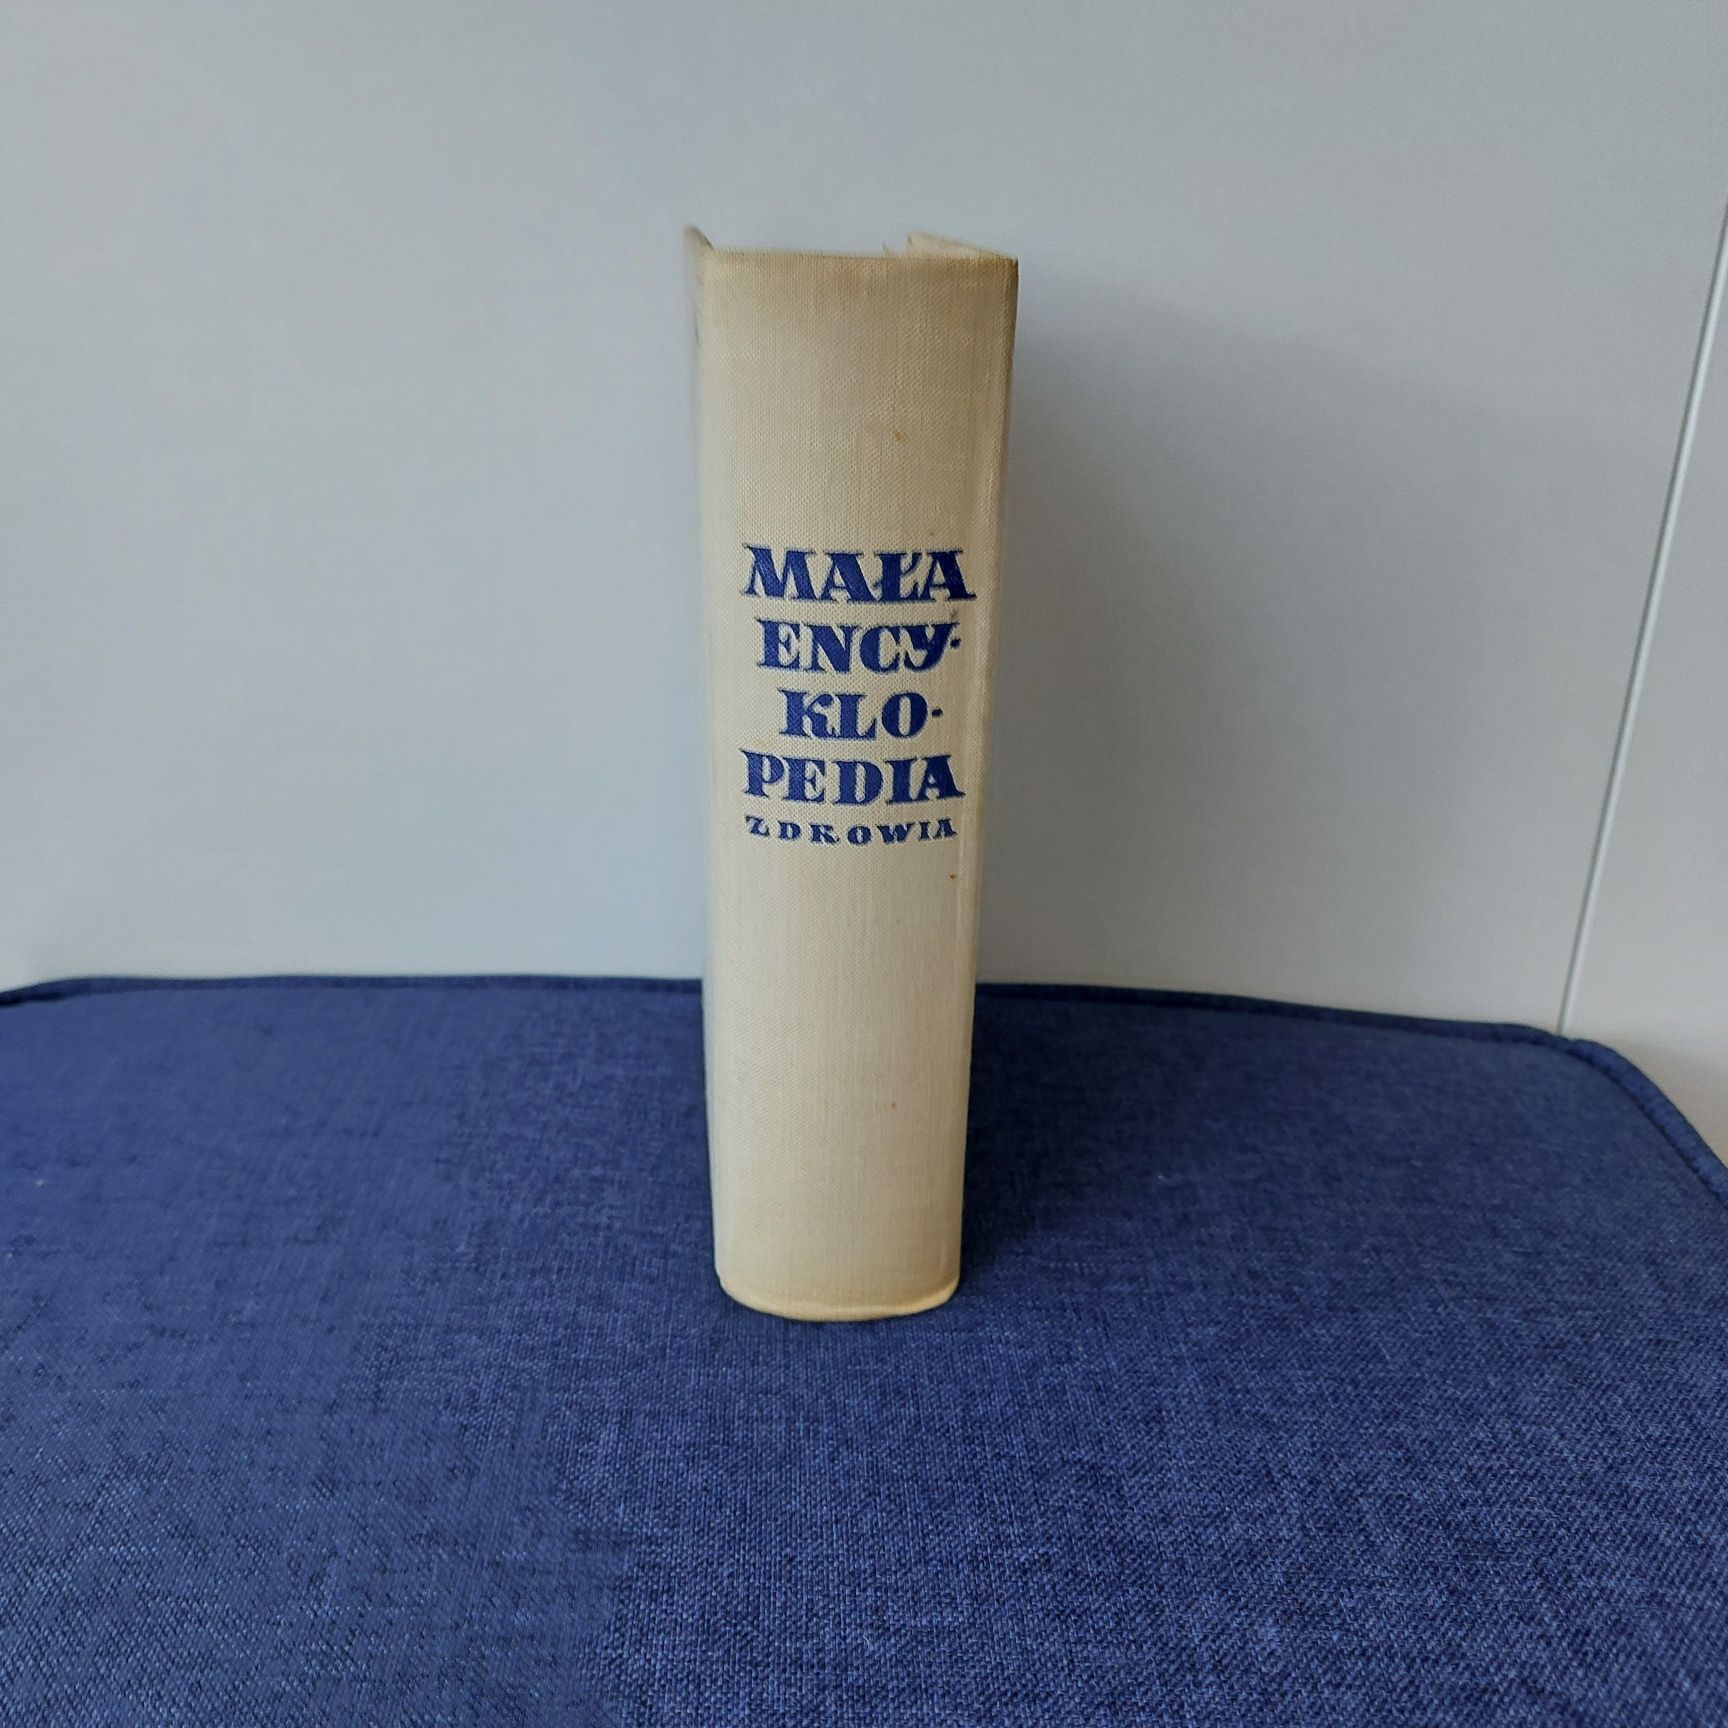 MAŁA
ENCY-
KLO-
PEDIA
ZDROWIA